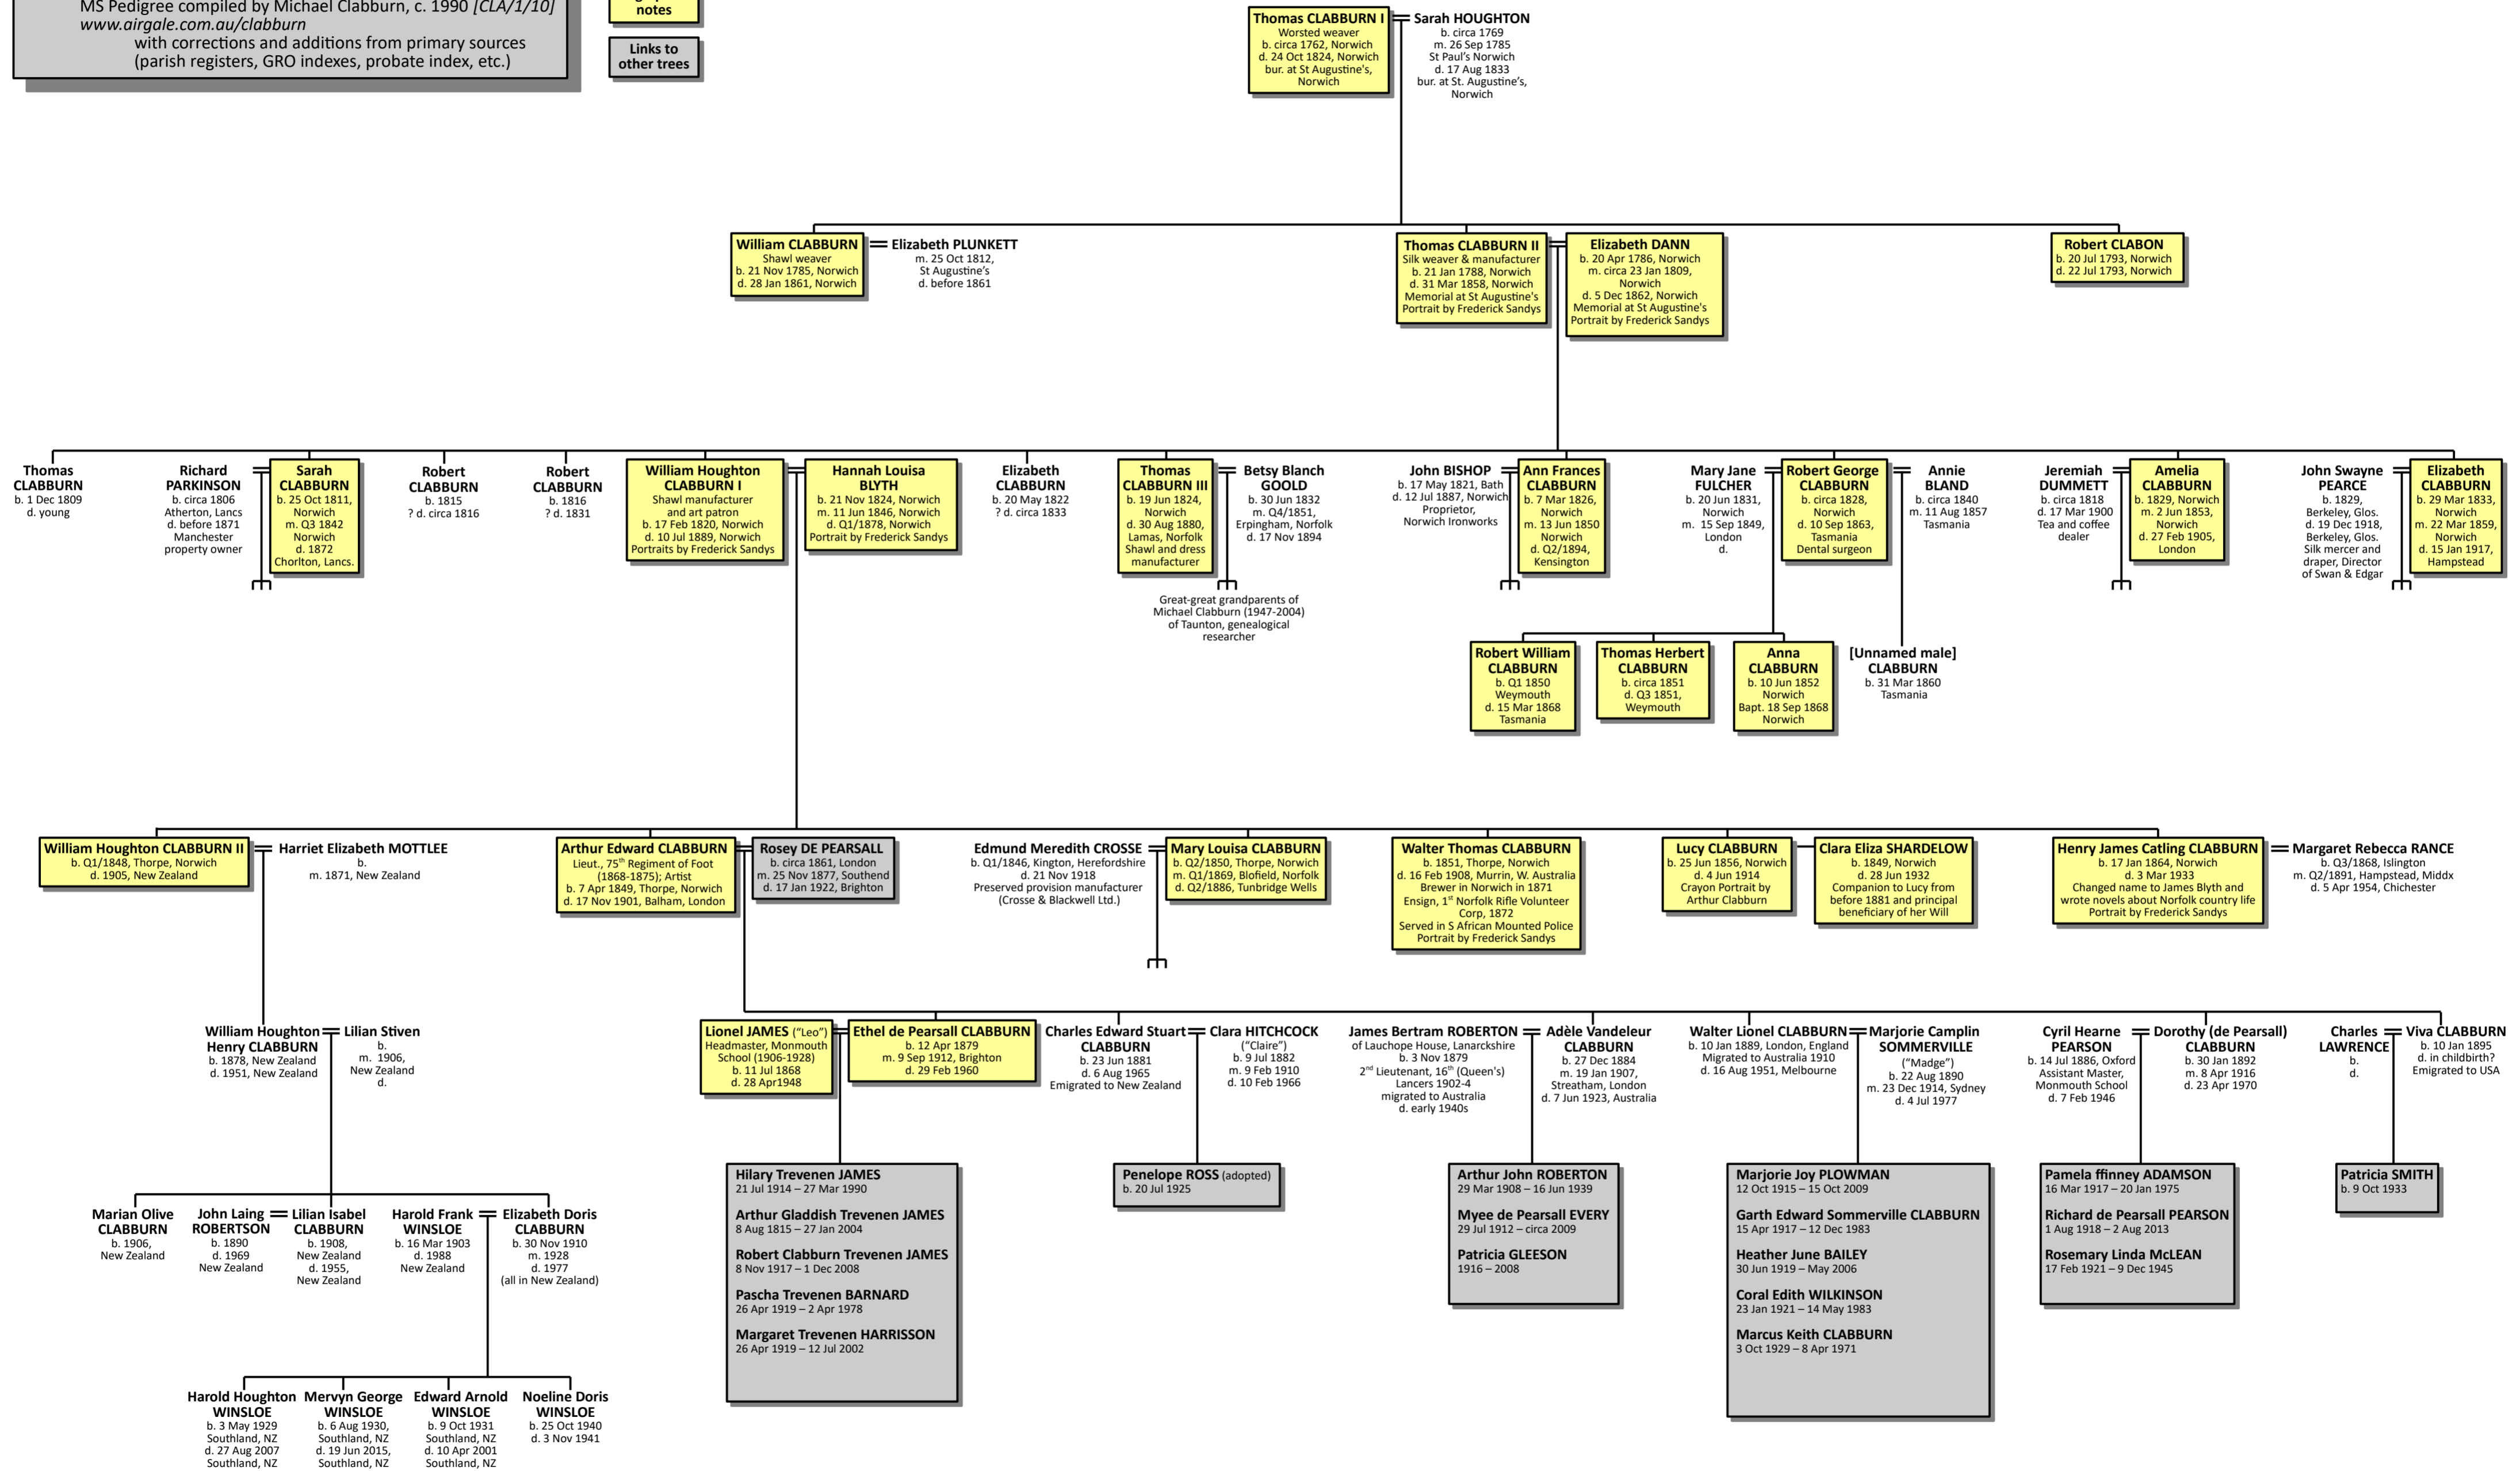 MS Pedigree compiled by Michael Clabburn, c. 1990 [CLA/1/10]
www.airgale.com.au/clabburn
with corrections and additions from primary sources
(parish registers, GRO indexes, probate index, etc.)
notes
Links to
other trees
Thomas CLABBURN I
Worsted weaver
b. circa 1762, Norwich
d. 24 Oct 1824, Norwich
bur. at St Augustine's,
Norwich
Sarah HOUGHTON
b. circa 1769
m. 26 Sep 1785
St Paul's Norwich
d. 17 Aug 1833
bur. at St. Augustine's,
Norwich
William CLABBURN
Shawl weaver
b. 21 Nov 1785, Norwich
d. 28 Jan 1861, Norwich
Elizabeth PLUNKETT
m. 25 Oct 1812,
St Augustine's
d. before 1861
Thomas CLABBURN II
Silk weaver & manufacturer
b. 21 Jan 1788, Norwich
d. 31 Mar 1858, Norwich
Memorial at St Augustine's
Portrait by Frederick Sandys
Elizabeth DANN
b. 20 Apr 1786, Norwich
m. circa 23 Jan 1809,
Norwich
d. 5 Dec 1862, Norwich
Memorial at St Augustine's
Portrait by Frederick Sandys
Robert CLABON
b. 20 Jul 1793, Norwich
d. 22 Jul 1793, Norwich
Thomas
CLABBURN
b. 1 Dec 1809
d. young
Richard
PARKINSON
b. circa 1806
Atherton, Lancs
d. before 1871
Manchester
property owner
Sarah
CLABBURN
b. 25 Oct 1811,
Norwich
m. Q3 1842
Norwich
d. 1872
Chorlton, Lancs.
Robert
CLABBURN
b. 1815
? d. circa 1816
Robert
CLABBURN
b. 1816
? d. 1831
William Houghton
CLABBURN I
Shawl manufacturer
and art patron
b. 17 Feb 1820, Norwich
d. 10 Jul 1889, Norwich
Portraits by Frederick Sandys
Hannah Louisa
BLYTH
b. 21 Nov 1824, Norwich
m. 11 Jun 1846, Norwich
d. Q1/1878, Norwich
Portrait by Frederick Sandys
Elizabeth
CLABBURN
b. 20 May 1822
? d. circa 1833
Thomas
CLABBURN III
b. 19 Jun 1824,
Norwich
d. 30 Aug 1880,
Lamas, Norfolk
Shawl and dress
manufacturer
Betsy Blanch
GOOLD
b. 30 Jun 1832
m. Q4/1851,
Erpingham, Norfolk
d. 17 Nov 1894
Great-great grandparents of
Michael Clabburn (1947-2004)
of Taunton, genealogical
researcher
John BISHOP
b. 17 May 1821, Bath
d. 12 Jul 1887, Norwich
Proprietor,
Norwich Ironworks
Ann Frances
CLABBURN
b. 7 Mar 1826,
Norwich
m. 13 Jun 1850
Norwich
d. Q2/1894,
Kensington
Mary Jane
FULCHER
b. 20 Jun 1831,
Norwich
m. 15 Sep 1849,
London
d.
Robert George
CLABBURN
b. circa 1828,
Norwich
d. 10 Sep 1863,
Tasmania
Dental surgeon
Annie
BLAND
b. circa 1840
m. 11 Aug 1857
Tasmania
Jeremiah
DUMMETT
b. circa 1818
d. 17 Mar 1900
Tea and coffee
dealer
Amelia
CLABBURN
b. 1829, Norwich
m. 2 Jun 1853,
Norwich
d. 27 Feb 1905,
London
John Swayne
PEARCE
b. 1829,
Berkeley, Glos.
d. 19 Dec 1918,
Berkeley, Glos.
Silk mercer and
draper, Director
of Swan & Edgar
Elizabeth
CLABBURN
b. 29 Mar 1833,
Norwich
m. 22 Mar 1859,
Norwich
d. 15 Jan 1917,
Hampstead
Robert William
CLABBURN
b. Q1 1850
Weymouth
d. 15 Mar 1868
Tasmania
Thomas Herbert
CLABBURN
b. circa 1851
d. Q3 1851,
Weymouth
Anna
CLABBURN
b. 10 Jun 1852
Norwich
Bapt. 18 Sep 1868
Norwich
[Unnamed male]
CLABBURN
b. 31 Mar 1860
Tasmania
William Houghton CLABBURN II
b. Q1/1848, Thorpe, Norwich
d. 1905, New Zealand
Harriet Elizabeth MOTTLEE
b.
m. 1871, New Zealand
Arthur Edward CLABBURN
Lieut., 75th Regiment of Foot
(1868-1875); Artist
b. 7 Apr 1849, Thorpe, Norwich
d. 17 Nov 1901, Balham, London
Rosey DE PEARSALL
b. circa 1861, London
m. 25 Nov 1877, Southend
d. 17 Jan 1922, Brighton
Edmund Meredith CROSSE
b. Q1/1846, Kington, Herefordshire
d. 21 Nov 1918
Preserved provision manufacturer
(Crosse & Blackwell Ltd.)
Mary Louisa CLABBURN
b. Q2/1850, Thorpe, Norwich
m. Q1/1869, Blofield, Norfolk
d. Q2/1886, Tunbridge Wells
Walter Thomas CLABBURN
b. 1851, Thorpe, Norwich
d. 16 Feb 1908, Murrin, W. Australia
Brewer in Norwich in 1871
Ensign, 1st Norfolk Rifle Volunteer
Corp, 1872
Served in S African Mounted Police
Portrait by Frederick Sandys
Lucy CLABBURN
b. 25 Jun 1856, Norwich
d. 4 Jun 1914
Crayon Portrait by
Arthur Clabburn
Clara Eliza SHARDELOW
b. 1849, Norwich
d. 28 Jun 1932
Companion to Lucy from
before 1881 and principal
beneficiary of her Will
Henry James Catling CLABBURN
b. 17 Jan 1864, Norwich
d. 3 Mar 1933
Changed name to James Blyth and
wrote novels about Norfolk country life
Portrait by Frederick Sandys
Margaret Rebecca RANCE
b. Q3/1868, Islington
m. Q2/1891, Hampstead, Middx
d. 5 Apr 1954, Chichester
William Houghton
Henry CLABBURN
b. 1878, New Zealand
d. 1951, New Zealand
Lilian Stiven
b.
m. 1906,
New Zealand
d.
Lionel JAMES ("Leo")
Headmaster, Monmouth
School (1906-1928)
b. 11 Jul 1868
d. 28 Apr1948
Ethel de Pearsall CLABBURN
b. 12 Apr 1879
m. 9 Sep 1912, Brighton
d. 29 Feb 1960
Charles Edward Stuart
CLABBURN
b. 23 Jun 1881
d. 6 Aug 1965
Emigrated to New Zealand
Clara HITCHCOCK
("Claire")
b. 9 Jul 1882
m. 9 Feb 1910
d. 10 Feb 1966
James Bertram ROBERTON
of Lauchope House, Lanarkshire
b. 3 Nov 1879
2nd Lieutenant, 16th (Queen's)
Lancers 1902-4
migrated to Australia
d. early 1940s
Adèle Vandeleur
CLABBURN
b. 27 Dec 1884
m. 19 Jan 1907,
Streatham, London
d. 7 Jun 1923, Australia
Walter Lionel CLABBURN
b. 10 Jan 1889, London, England
Migrated to Australia 1910
d. 16 Aug 1951, Melbourne
Marjorie Camplin
SOMMERVILLE
("Madge")
b. 22 Aug 1890
m. 23 Dec 1914, Sydney
d. 4 Jul 1977
Cyril Hearne
PEARSON
b. 14 Jul 1886, Oxford
Assistant Master,
Monmouth School
d. 7 Feb 1946
Dorothy (de Pearsall)
CLABBURN
b. 30 Jan 1892
m. 8 Apr 1916
d. 23 Apr 1970
Charles
LAWRENCE
b.
d.
Viva CLABBURN
b. 10 Jan 1895
d. in childbirth?
Emigrated to USA
Marian Olive
CLABBURN
b. 1906,
New Zealand
John Laing
ROBERTSON
b. 1890
d. 1969
New Zealand
Lilian Isabel
CLABBURN
b. 1908,
New Zealand
d. 1955,
New Zealand
Harold Frank
WINSLOE
b. 16 Mar 1903
d. 1988
New Zealand
Elizabeth Doris
CLABBURN
b. 30 Nov 1910
m. 1928
d. 1977
(all in New Zealand)
Hilary Trevenen JAMES
21 Jul 1914 – 27 Mar 1990
Arthur Gladdish Trevenen JAMES
8 Aug 1815 – 27 Jan 2004
Robert Clabburn Trevenen JAMES
8 Nov 1917 – 1 Dec 2008
Pascha Trevenen BARNARD
26 Apr 1919 – 2 Apr 1978
Margaret Trevenen HARRISSON
26 Apr 1919 – 12 Jul 2002
Penelope ROSS (adopted)
b. 20 Jul 1925
Arthur John ROBERTON
29 Mar 1908 – 16 Jun 1939
Myee de Pearsall EVERY
29 Jul 1912 – circa 2009
Patricia GLEESON
1916 – 2008
Marjorie Joy PLOWMAN
12 Oct 1915 – 15 Oct 2009
Garth Edward Sommerville CLABBURN
15 Apr 1917 – 12 Dec 1983
Heather June BAILEY
30 Jun 1919 – May 2006
Coral Edith WILKINSON
23 Jan 1921 – 14 May 1983
Marcus Keith CLABBURN
3 Oct 1929 – 8 Apr 1971
Pamela ffinney ADAMSON
16 Mar 1917 – 20 Jan 1975
Richard de Pearsall PEARSON
1 Aug 1918 – 2 Aug 2013
Rosemary Linda McLEAN
17 Feb 1921 – 9 Dec 1945
Patricia SMITH
b. 9 Oct 1933
Harold Houghton
WINSLOE
b. 3 May 1929
Southland, NZ
d. 27 Aug 2007
Southland, NZ
Mervyn George
WINSLOE
b. 6 Aug 1930,
Southland, NZ
d. 19 Jun 2015,
Southland, NZ
Edward Arnold
WINSLOE
b. 9 Oct 1931
Southland, NZ
d. 10 Apr 2001
Southland, NZ
Noeline Doris
WINSLOE
b. 25 Oct 1940
d. 3 Nov 1941